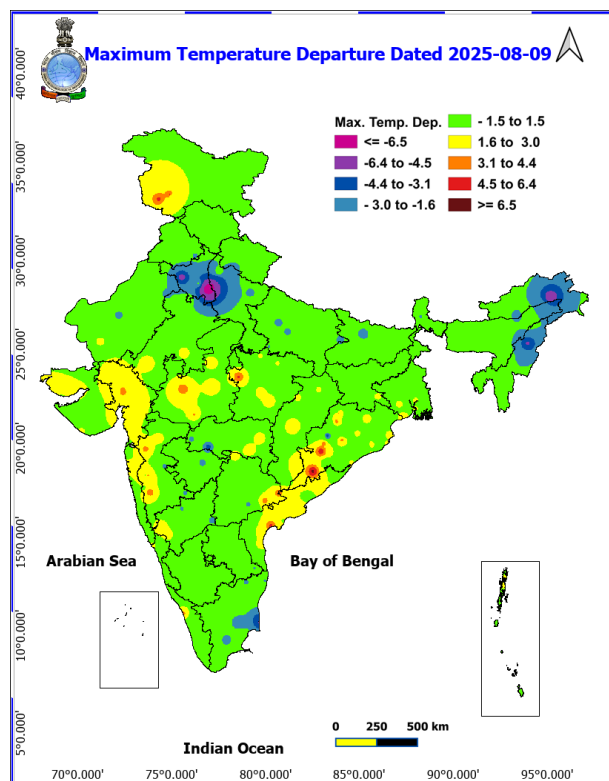 Maximum Temperature Departure Dated 2025-08-09
Max. Temp. Dep.
<= -6.5
-6.4 to -4.5
-4.4 to -3.1
- 3.0 to -1.6
- 1.5 to 1.5
1.6 to 3.0
3.1 to 4.4
4.5 to 6.4
>= 6.5
40°0.000'
35°0.000'
30°0.000'
25°0.000'
20°0.000'
15°0.000'
10°0.000'
5°0.000'
Arabian Sea
Bay of Bengal
Indian Ocean
0 250 500 km
70°0.000' 75°0.000' 80°0.000' 85°0.000' 90°0.000' 95°0.000'